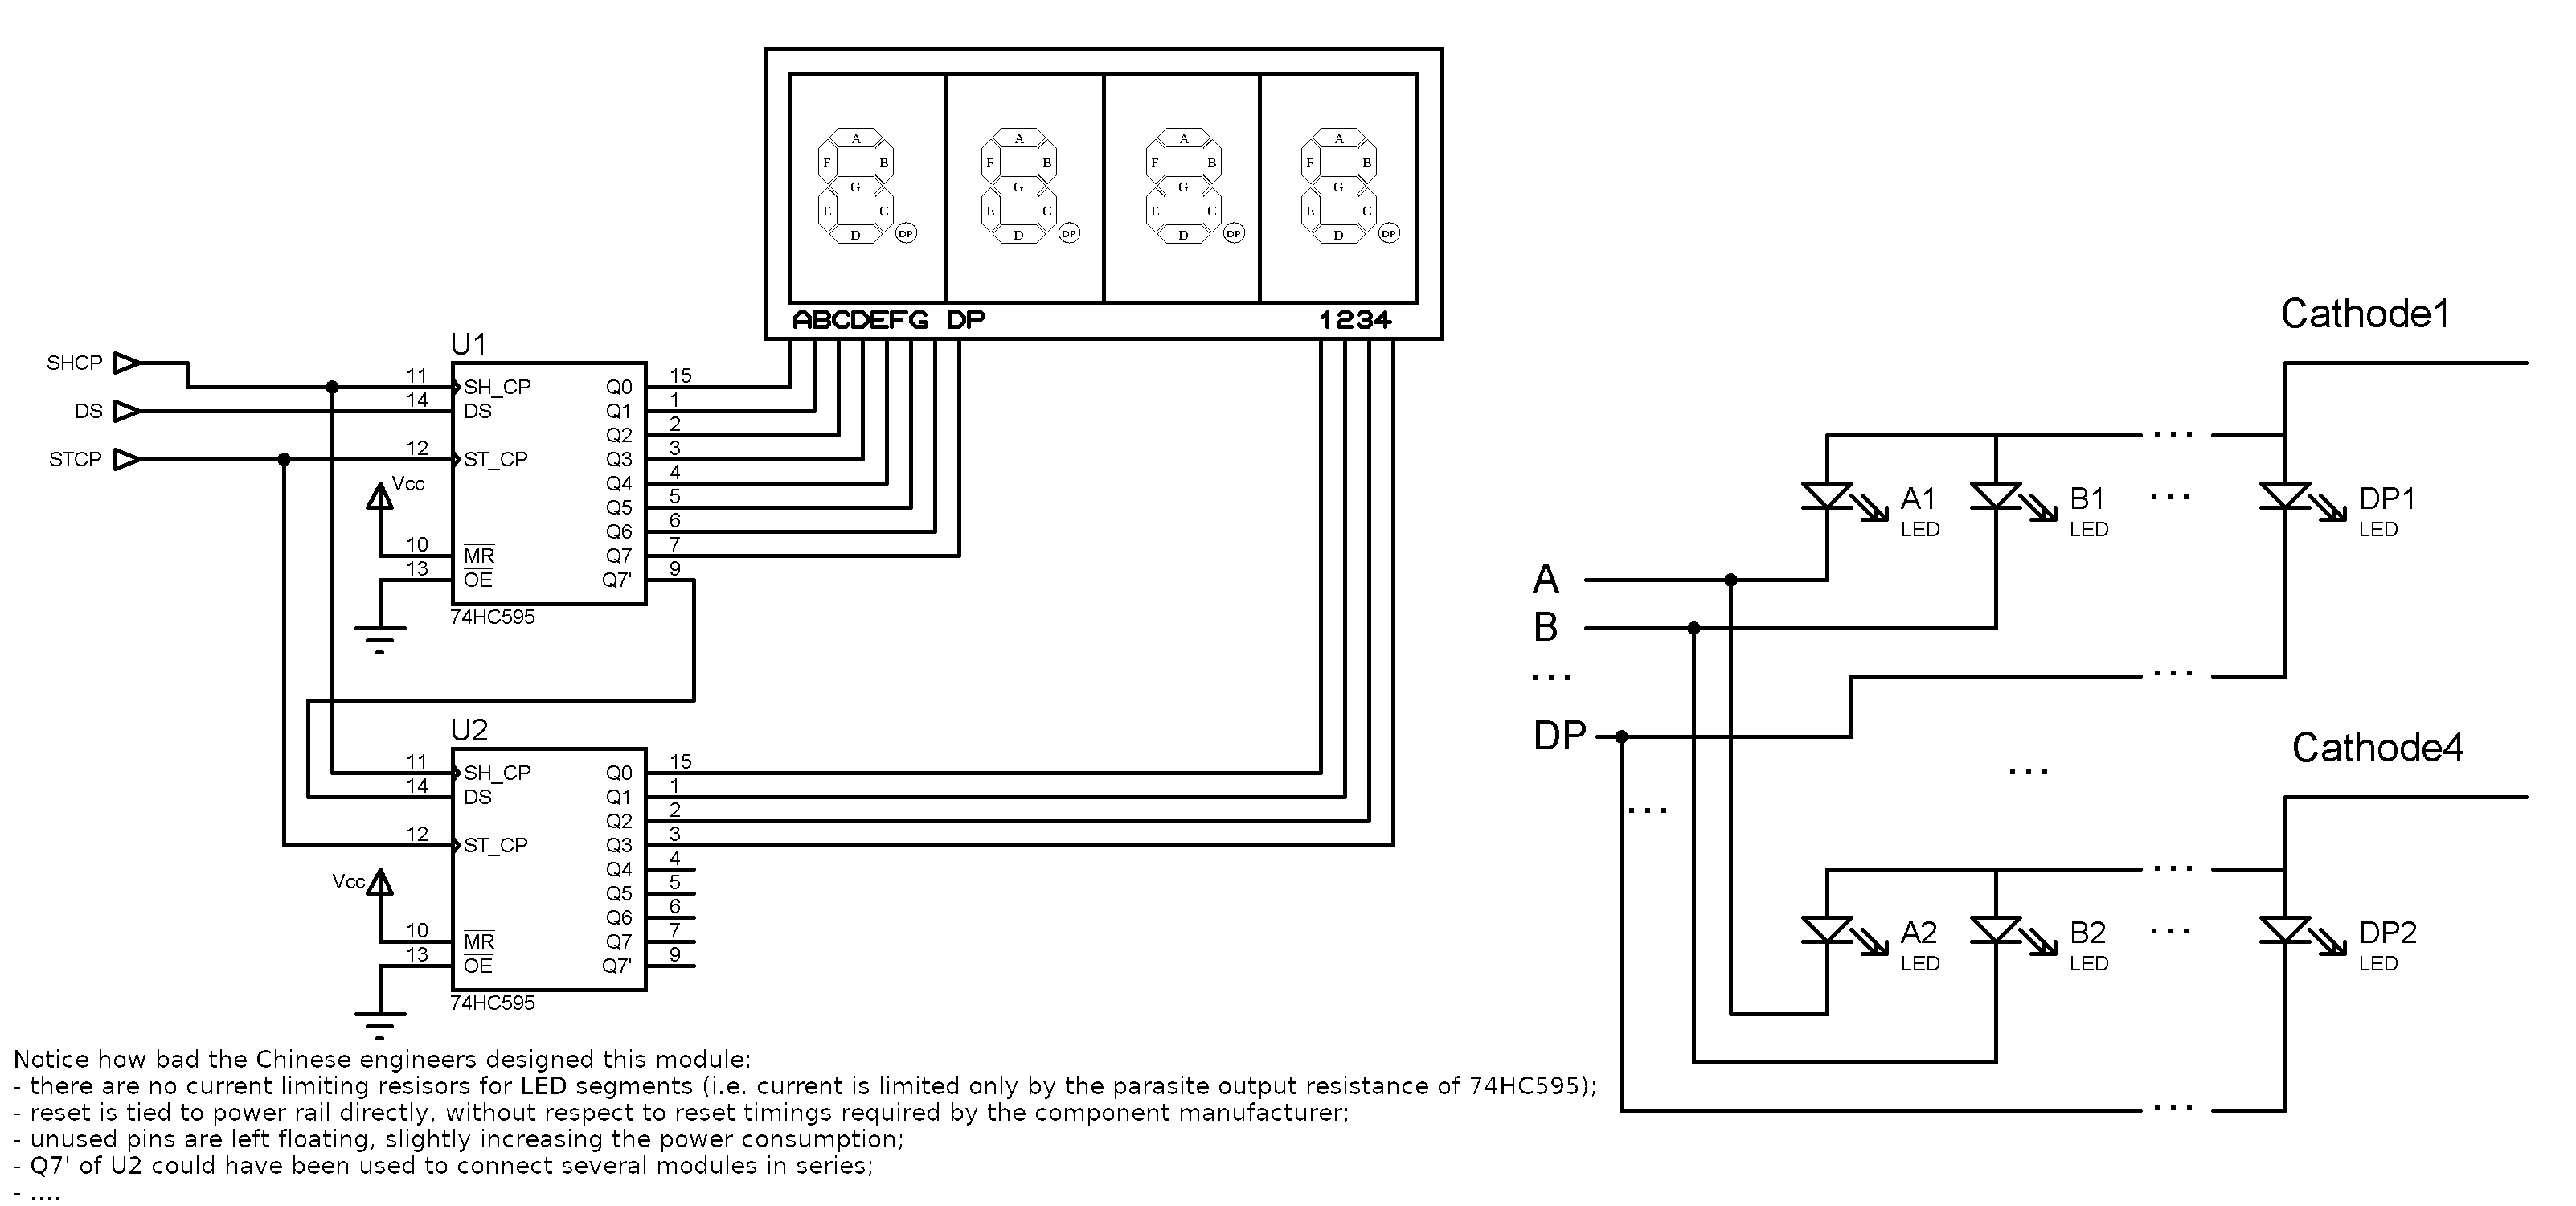 A
F B
G
E C
D DP
A
F B
G
E C
D DP
A
F B
G
E C
D DP
A
F B
G
E C
D DP
ABCDEFG DP 1234
SHCP
DS
STCP
U1
11 SH_CP
14 DS
12 ST_CP
Vcc
10 MR
13 OE
Q0 15
Q1 1
Q2 2
Q3 3
Q4 4
Q5 5
Q6 6
Q7 7
Q7' 9
74HC595
U2
11 SH_CP
14 DS
12 ST_CP
Vcc
10 MR
13 OE
Q0 15
Q1 1
Q2 2
Q3 3
Q4 4
Q5 5
Q6 6
Q7 7
Q7' 9
74HC595
Cathode1
... 
A1
LED
B1
LED
...
DP1
LED
A
B
...
...
DP
Cathode4
...
...
...
A2
LED
B2
LED
...
DP2
LED
...
Notice how bad the Chinese engineers designed this module:
- there are no current limiting resisors for LED segments (i.e. current is limited only by the parasite output resistance of 74HC595);
- reset is tied to power rail directly, without respect to reset timings required by the component manufacturer;
- unused pins are left floating, slightly increasing the power consumption;
- Q7' of U2 could have been used to connect several modules in series;
- ....